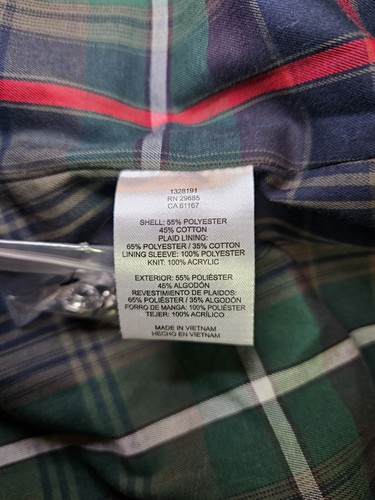 1328191
RN 29685
CA 61167
SHELL: 55% POLYESTER
45% COTTON
PLAID LINING:
65% POLYESTER / 35% COTTON
LINING SLEEVE: 100% POLYESTER
KNIT: 100% ACRYLIC
EXTERIOR: 55% POLIÉSTER
45% ALGODÓN
REVESTIMIENTO DE PLAIDOS:
65% POLIÉSTER / 35% ALGODÓN
FORRO DE MANGA: 100% POLIÉSTER
TEJER: 100% ACRÍLICO
MADE IN VIETNAM
HECHO EN VIETNAM